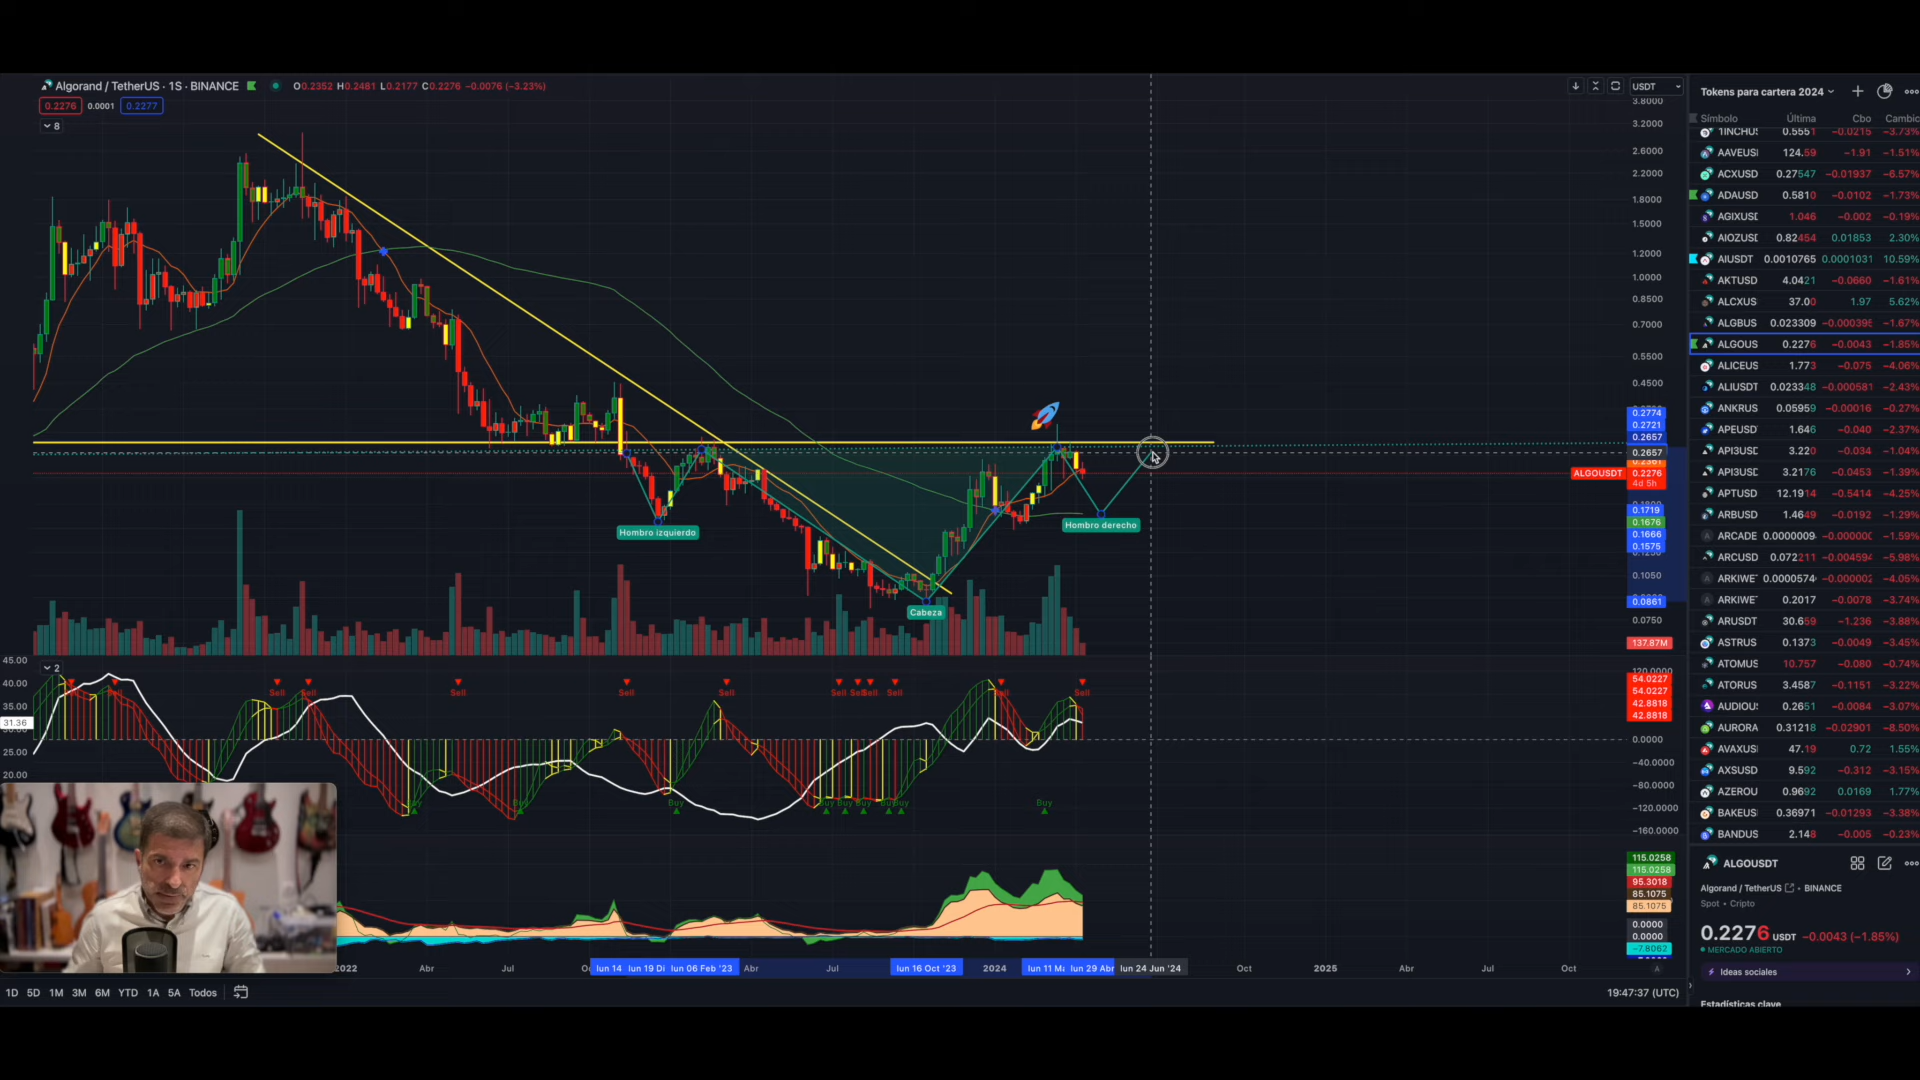 Algorand / TetherUS · 1S · BINANCE
O0.2352 H0.2481 L0.2177 C0.2276 −0.0076 (−3.23%)
0.2276 0.0001 0.2277
8
USDT
3.8000
3.2000
2.6000
2.2000
1.8000
1.5000
1.2000
1.0000
0.8500
0.7000
0.5500
0.4500
0.2774
0.2721
0.2657
0.2657
ALGOUSDT 0.2276
4d 5h
0.1719
0.1676
0.1666
0.1575
0.1050
0.0861
0.0750
137.87M
Hombro izquierdo
Cabeza
Hombro derecho
2
45.00
40.00
35.00
31.36
25.00
20.00
Sell
Sell
Sell
Sell
Sell
Sell
Sell
Sell
Buy
Buy
Buy
Buy
Buy
Buy
54.0227
54.0227
42.8818
42.8818
0.0000
−40.0000
−80.0000
−120.0000
−160.0000
115.0258
115.0258
95.3018
85.1075
85.1075
0.0000
0.0000
−7.8062
2022 Abr Jul lun 14 lun 19 Di lun 06 Feb '23 Abr Jul lun 16 Oct '23 2024 lun 11 Ma lun 29 Abr lun 24 Jun '24 Oct 2025 Abr Jul Oct
1D 5D 1M 3M 6M YTD 1A 5A Todos
19:47:37 (UTC)
Tokens para cartera 2024
Símbolo Última Cbo Cambio
1INCHU 0.5551 −0.0215 −3.73%
AAVEUS 124.59 −1.91 −1.51%
ACXUSD 0.27547 −0.01937 −6.57%
ADAUSD 0.5810 −0.0102 −1.73%
AGIXUS 1.046 −0.002 −0.19%
AIOZUSD 0.82454 0.01853 2.30%
AIUSDT 0.0010765 0.0001031 10.59%
AKTUSD 4.0421 −0.0660 −1.61%
ALCXUS 37.00 1.97 5.62%
ALGBUS 0.023309 −0.000395 −1.67%
ALGOUS 0.2276 −0.0043 −1.85%
ALICEUS 1.773 −0.075 −4.06%
ALIUSDT 0.023348 −0.000581 −2.43%
ANKRUS 0.05959 −0.00016 −0.27%
APEUSD 1.646 −0.040 −2.37%
API3USD 3.220 −0.034 −1.04%
API3USD 3.2176 −0.0453 −1.39%
APTUSD 12.1914 −0.5414 −4.25%
ARBUSD 1.4649 −0.0192 −1.29%
ARCADE 0.0000009 −0.00000 −1.59%
ARCUSD 0.072211 −0.004594 −5.98%
ARKIWE 0.0000574 −0.000002 −4.05%
ARKIWE 0.2017 −0.0078 −3.74%
ARUSDT 30.659 −1.236 −3.88%
ASTRUS 0.1373 −0.0049 −3.45%
ATOMUS 10.757 −0.080 −0.74%
ATORUS 3.4587 −0.1151 −3.22%
AUDIOUS 0.2651 −0.0084 −3.07%
AURORA 0.31218 −0.02901 −8.50%
AVAXUS 47.19 0.72 1.55%
AXSUSD 9.592 −0.312 −3.15%
AZEROU 0.9692 0.0169 1.77%
BAKEUS 0.36971 −0.01293 −3.38%
BANDUS 2.148 −0.005 −0.23%
ALGOUSDT
Algorand / TetherUS · BINANCE
Spot · Cripto
0.2276 USDT −0.0043 (−1.85%)
MERCADO ABIERTO
Ideas sociales
Estadísticas clave